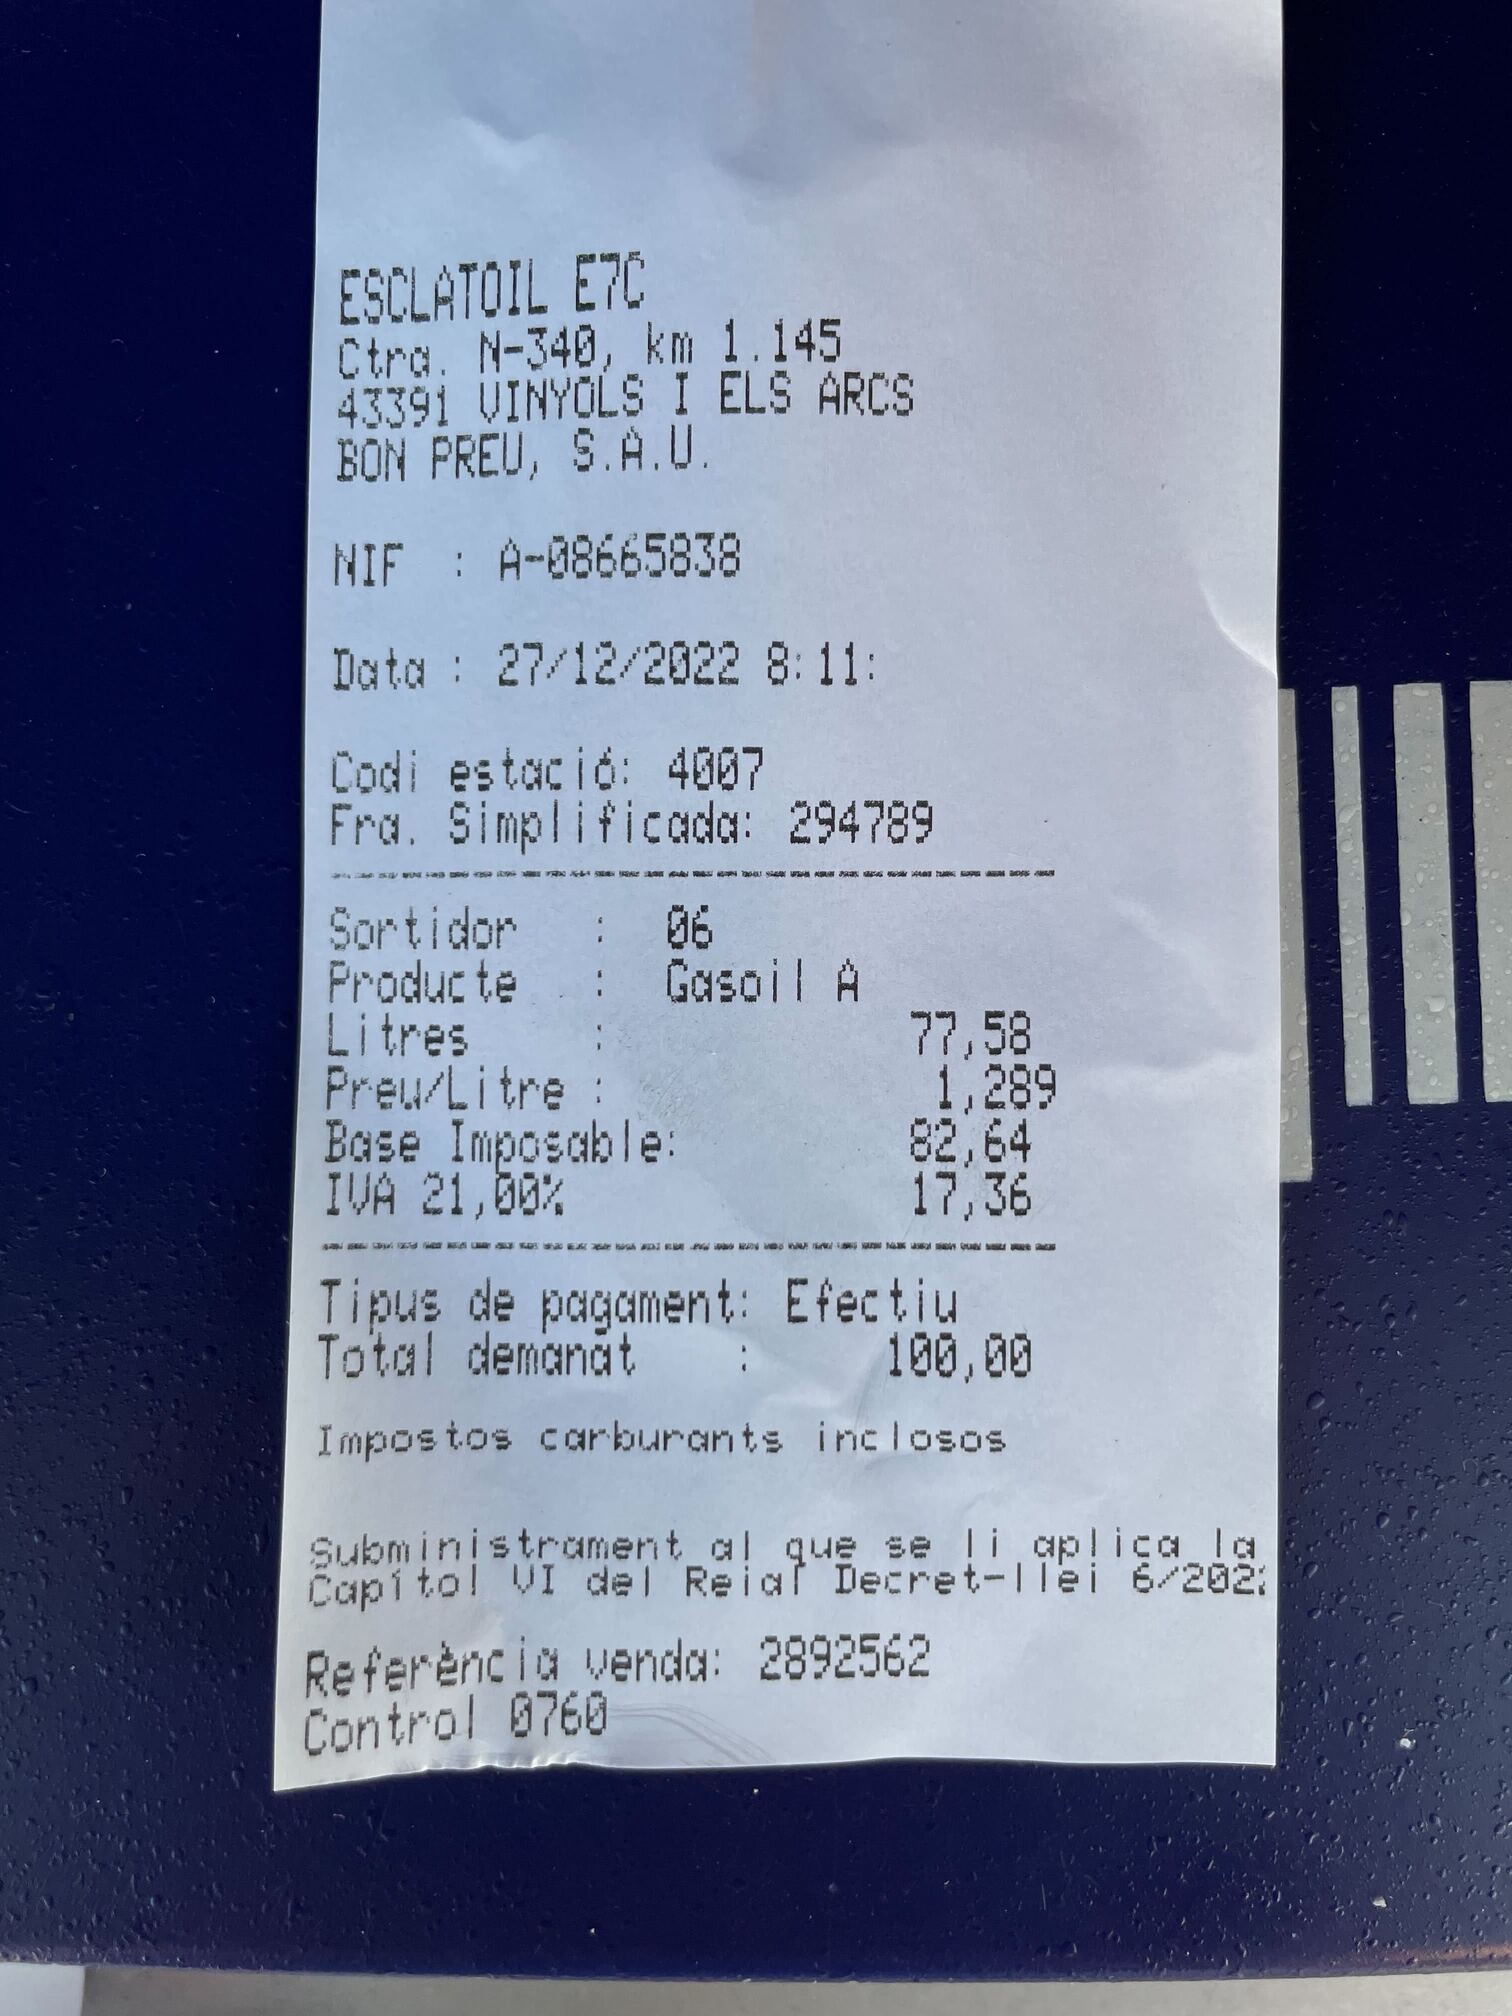 ESCLATOIL E7C
Ctra. N-340, km 1.145
43391 VINYOLS I ELS ARCS
BON PREU, S.A.U.
NIF : A-08665838
Data : 27/12/2022 8:11:
Codi estació: 4007
Fra. Simplificada: 294789
Sortidor : 06
Producte : Gasoil A
Litres : 77,58
Preu/Litre : 1,289
Base Imposable: 82,64
IVA 21,00% 17,36
Tipus de pagament: Efectiu
Total demanat : 100,00
Impostos carburants inclosos
Subministrament al que se li aplica la
Capítol VI del Reial Decret-llei 6/202
Referència venda: 2892562
Control 0760